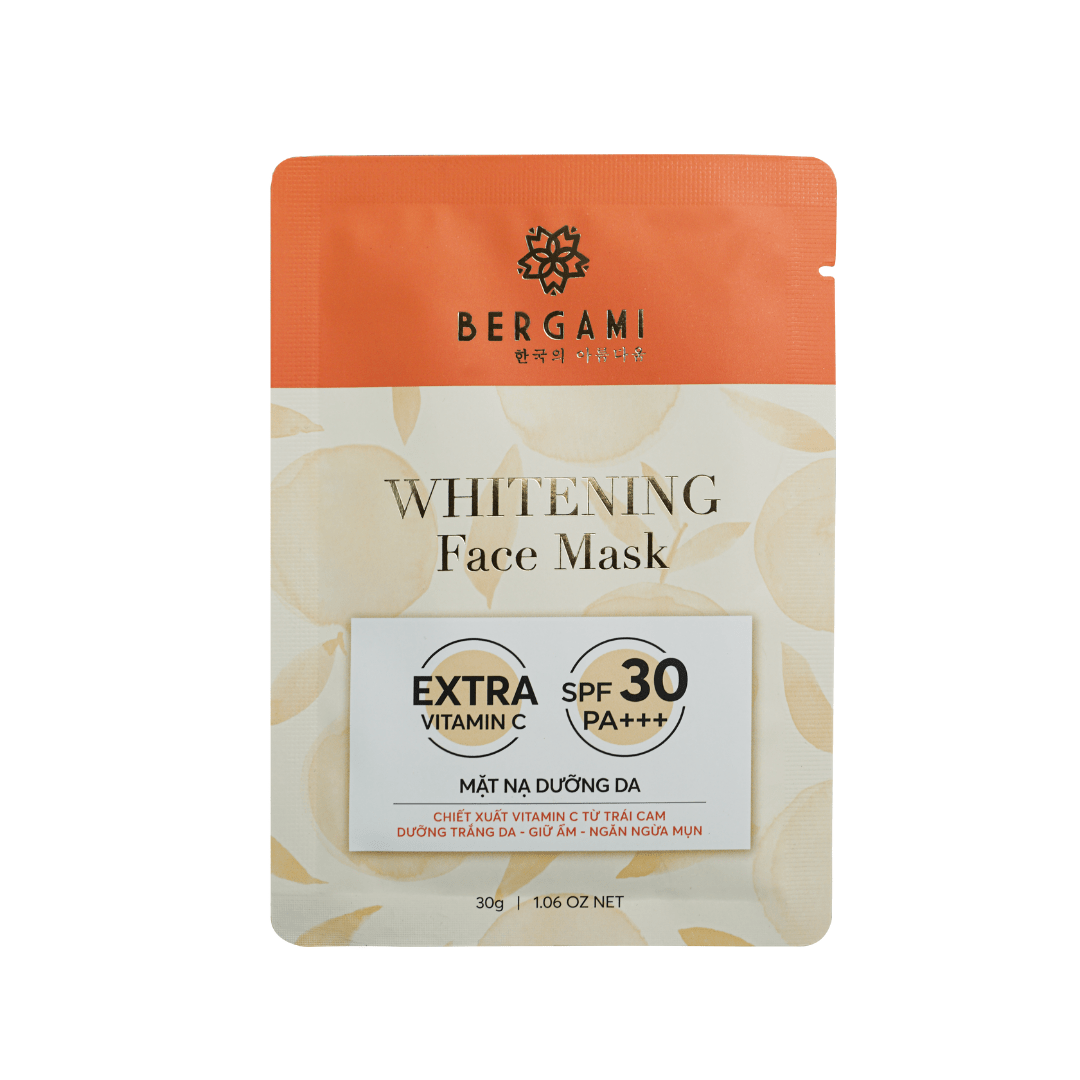 BERGAMI
한국의 아름다움
WHITENING
Face Mask
EXTRA
VITAMIN C
SPF 30
PA+++
MẶT NẠ DƯỠNG DA
CHIẾT XUẤT VITAMIN C TỪ TRÁI CAM
DƯỠNG TRẮNG DA - GIỮ ẨM - NGĂN NGỪA MỤN
30g | 1.06 OZ NET